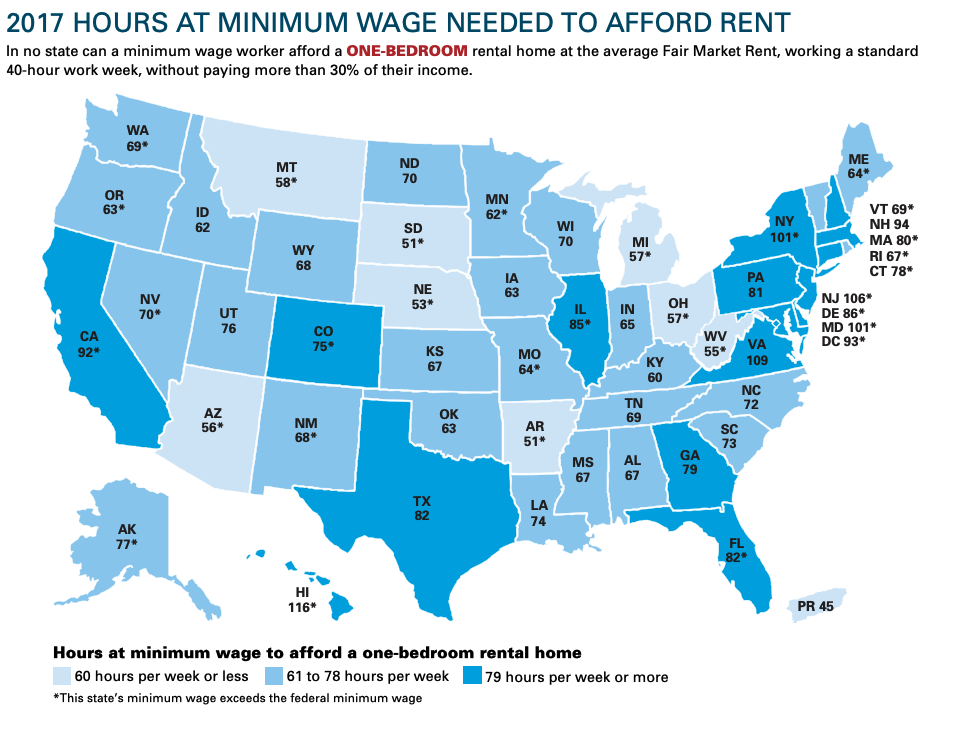 2017 HOURS AT MINIMUM WAGE NEEDED TO AFFORD RENT
In no state can a minimum wage worker afford a ONE-BEDROOM rental home at the average Fair Market Rent, working a standard
40-hour work week, without paying more than 30% of their income.
WA
69*
MT
58*
ND
70
MN
62*
ME
64*
OR
63*
ID
62
SD
51*
WI
70
MI
57*
NY
101*
VT 69*
NH 94
MA 80*
RI 67*
CT 78*
WY
68
IA
63
PA
81
NV
70*
NE
53*
IL
85*
IN
65
OH
57*
NJ 106*
DE 86*
MD 101*
DC 93*
CA
92*
UT
76
CO
75*
KS
67
MO
64*
WV
55*
VA
109
KY
60
AZ
56*
NM
68*
OK
63
AR
51*
TN
69
NC
72
SC
73
MS
67
AL
67
GA
79
TX
82
LA
74
AK
77*
FL
82*
HI
116*
PR 45
Hours at minimum wage to afford a one-bedroom rental home
60 hours per week or less
61 to 78 hours per week
79 hours per week or more
*This state's minimum wage exceeds the federal minimum wage